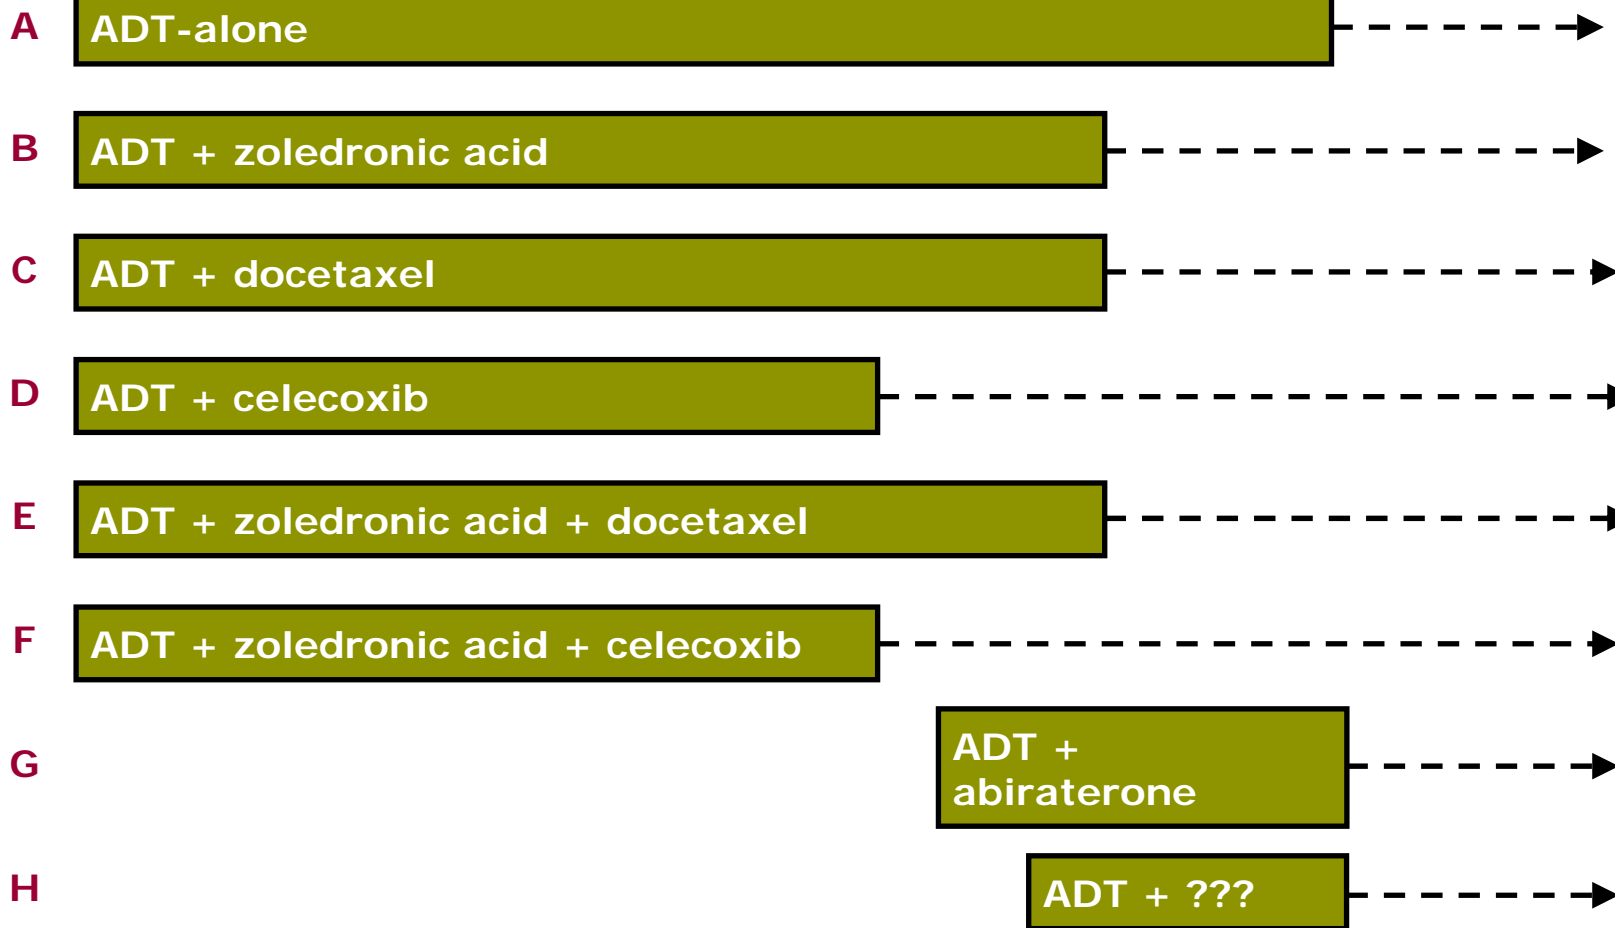 A
ADT-alone
B
ADT + zoledronic acid
C
ADT + docetaxel
D
ADT + celecoxib
E
ADT + zoledronic acid + docetaxel
F
ADT + zoledronic acid + celecoxib
G
ADT +
abiraterone
H
ADT + ???